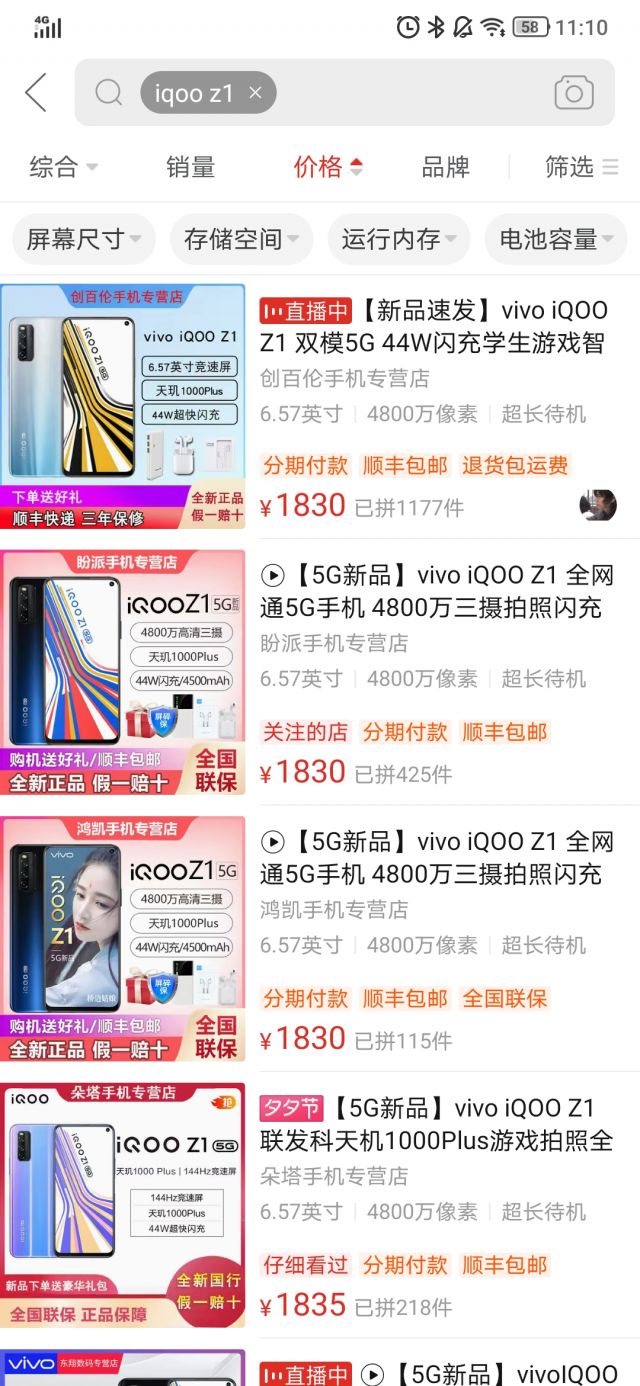 4G
58 11:10
iqoo z1 ×
综合 销量 价格 品牌 筛选
屏幕尺寸 存储空间 运行内存 电池容量
创百伦手机专营店
iQOO Z1 5G
vivo iQOO Z1
6.57英寸竞速屏
天玑1000Plus
44W超快闪充
下单送好礼
顺丰快递 三年保修
全新正品
假一赔十
直播中【新品速发】vivo iQOO
Z1 双模5G 44W闪充学生游戏智
创百伦手机专营店
6.57英寸 4800万像素 超长待机
分期付款 顺丰包邮 退货包运费
¥1830 已拼1177件
盼派手机专营店
iQOO Z1 5G
iQOOZ1 5G新品
4800万高清三摄
天玑1000Plus
44W闪充/4500mAh
屏碎保
购机送好礼/顺丰包邮
全新正品 假一赔十
全国
联保
【5G新品】vivo iQOO Z1 全网
通5G手机 4800万三摄拍照闪充
盼派手机专营店
6.57英寸 4800万像素 超长待机
关注的店 分期付款 顺丰包邮
¥1830 已拼425件
鸿凯手机专营店
vivo
iQOO
Z1
5G新品
桥边姑娘
iQOOZ1 5G
4800万高清三摄
天玑1000Plus
44W闪充/4500mAh
屏碎保
购机送好礼/顺丰包邮
全新正品 假一赔十
全国
联保
【5G新品】vivo iQOO Z1 全网
通5G手机 4800万三摄拍照闪充
鸿凯手机专营店
6.57英寸 4800万像素 超长待机
分期付款 顺丰包邮 全国联保
¥1830 已拼115件
朵塔手机专营店
iQOO
抢
iQOO Z1 5G
iQOO Z1 5G
天玑1000 Plus | 144Hz竞速屏
144Hz竞速屏
天玑1000Plus
44W超快闪充
新品下单送豪华礼包
全国联保 正品保障
全新国行
假一赔十
夕夕节【5G新品】vivo iQOO Z1
联发科天机1000Plus游戏拍照全
朵塔手机专营店
6.57英寸 4800万像素 超长待机
仔细看过 分期付款 顺丰包邮
¥1835 已拼218件
vivo 东翔数码专营店
直播中【5G新品】vivoIQOO